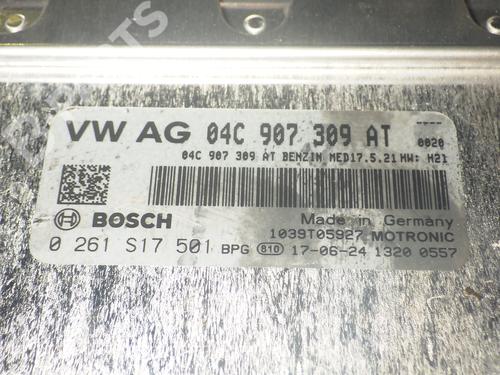 VW AG 04C 907 309 AT ----
0020
04C 907 309 AT BENZIN MED17.5.21 HW: H21
BOSCH
Made in Germany
1039T05927 MOTRONIC
0 261 S17 501 BPG 810 17-06-24 1320 0557
PARTS